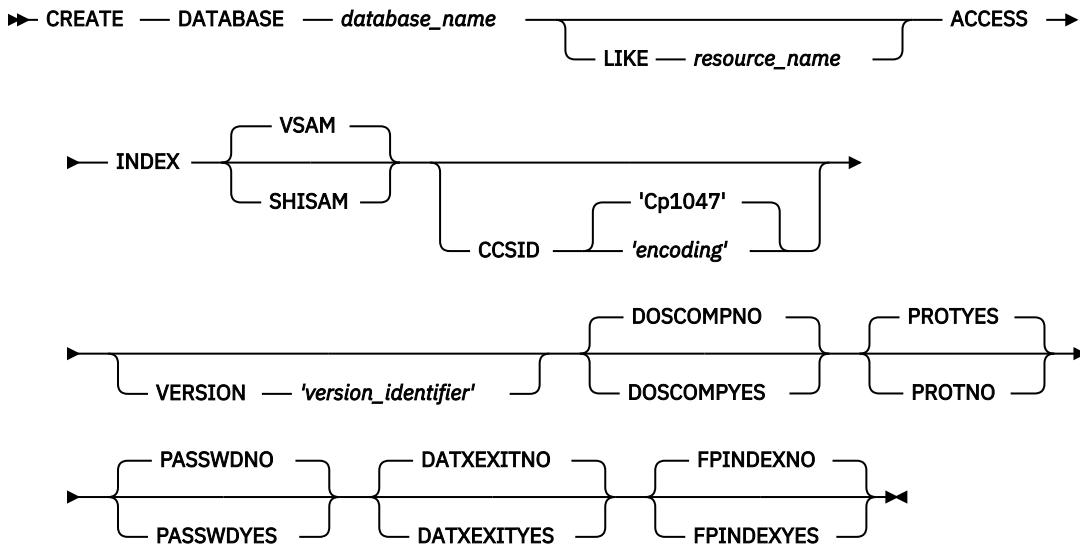 CREATE DATABASE database_name ACCESS
LIKE resource_name
VSAM
INDEX
SHISAM
'Cp1047'
CCSID 'encoding'
DOSCOMPNO PROTYES
VERSION 'version_identifier' DOSCOMPYES PROTNO
PASSWDNO DATXEXITNO FPINDEXNO
PASSWDYES DATXEXITYES FPINDEXYES